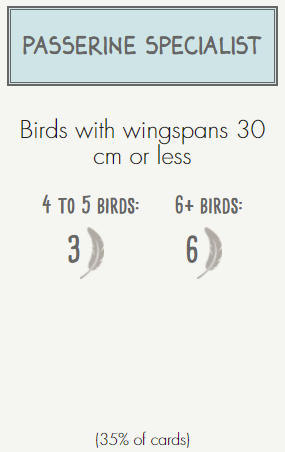 PASSERINE SPECIALIST
Birds with wingspans 30
cm or less
4 TO 5 BIRDS: 6+ BIRDS:
3 6
(35% of cards)